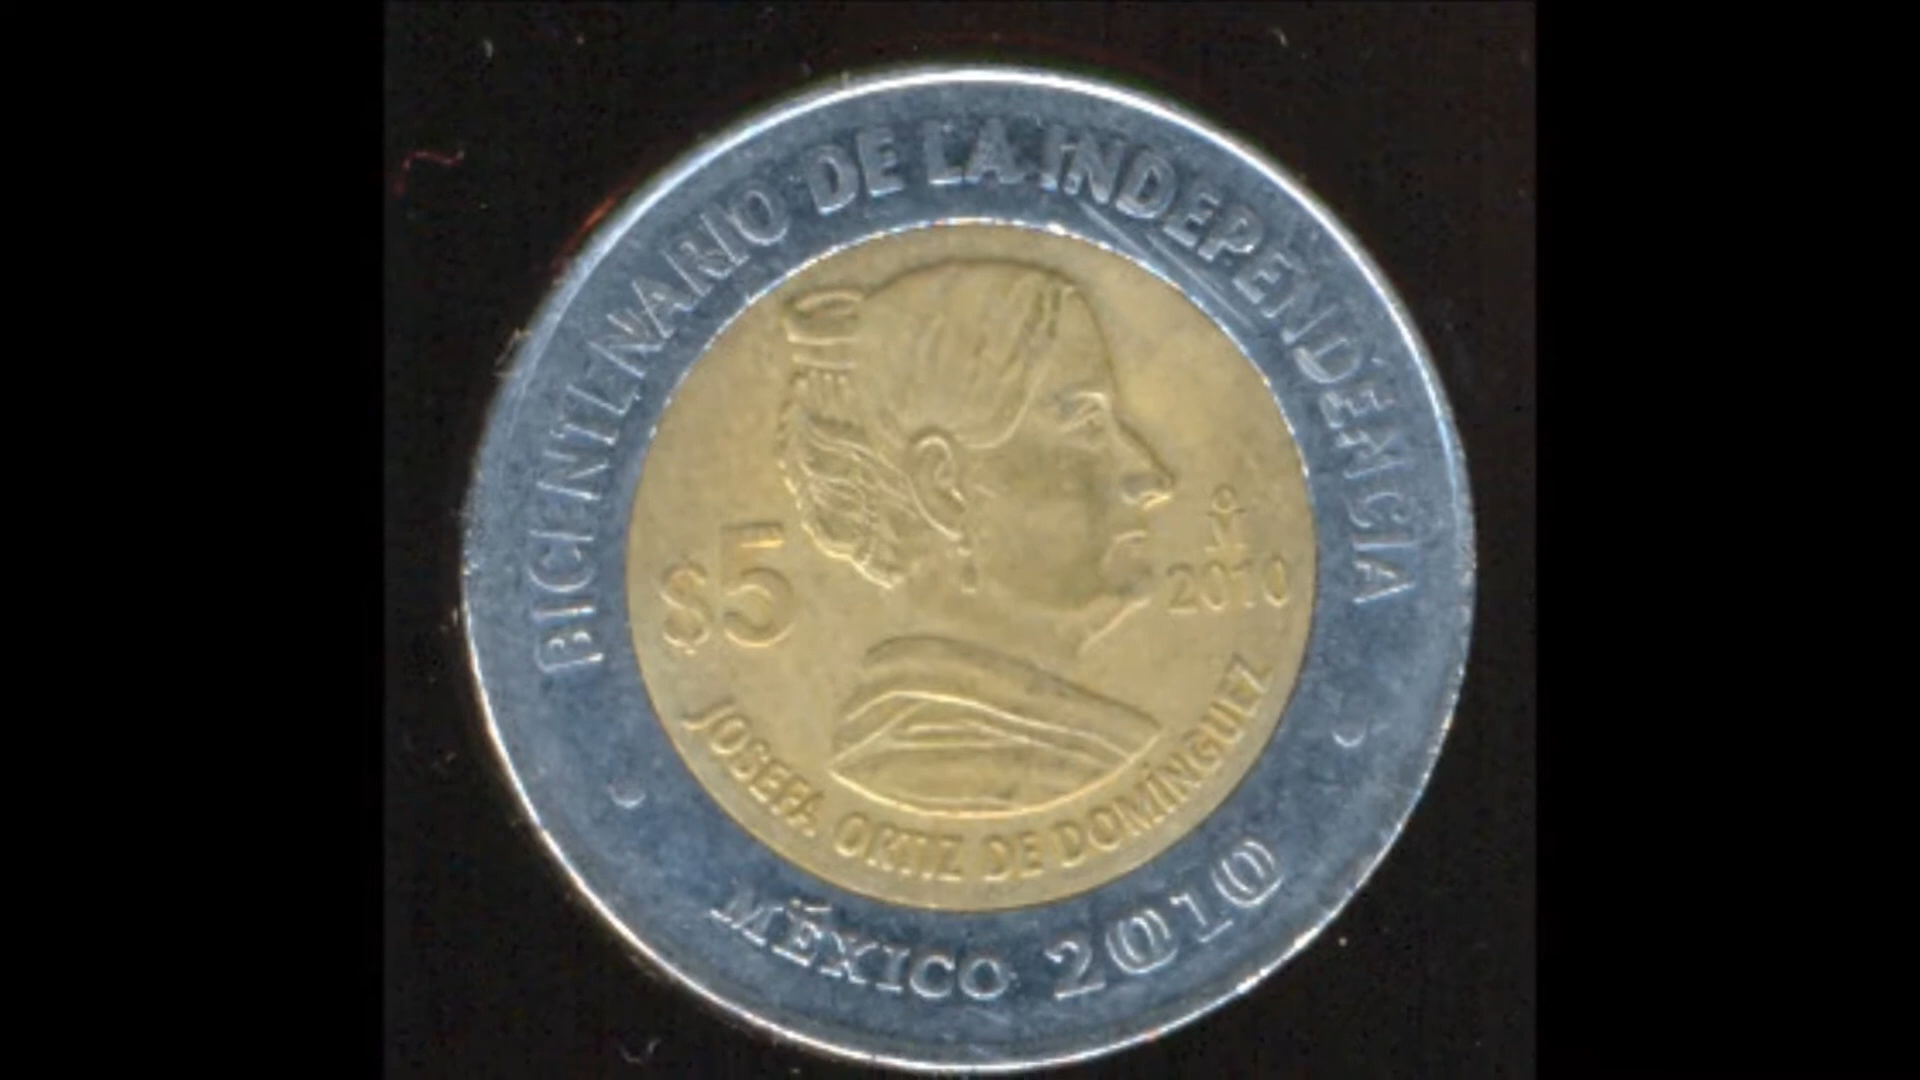 BICENTENARIO DE LA INDEPENDENCIA
$5
M
2010
JOSEFA ORTIZ DE DOMÍNGUEZ
MÉXICO 2010